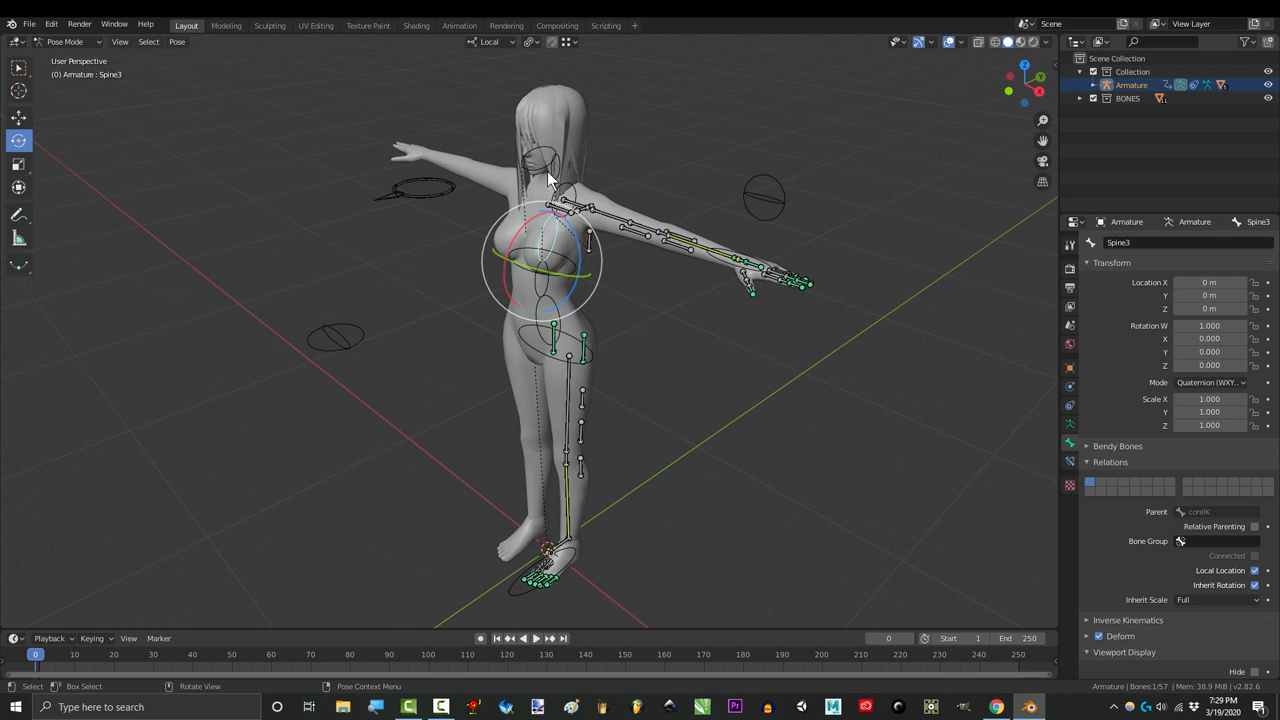 File Edit Render Window Help
Layout Modeling Sculpting UV Editing Texture Paint Shading Animation Rendering Compositing Scripting +
Scene View Layer
Pose Mode View Select Pose Local
User Perspective
(0) Armature : Spine3
Z
Y
X
Scene Collection
Collection
Armature
BONES
11
5
Armature Armature Spine3
Spine3
Transform
Location X 0 m
Y 0 m
Z 0 m
Rotation W 1.000
X 0.000
Y 0.000
Z 0.000
Mode Quaternion (WXY..
Scale X 1.000
Y 1.000
Z 1.000
Bendy Bones
Relations
Parent coreIK
Relative Parenting
Bone Group
Connected
Local Location
Inherit Rotation
Inherit Scale Full
Inverse Kinematics
Deform
Viewport Display
Hide
Playback Keying View Marker 0 Start 1 End 250
0 10 20 30 40 50 60 70 80 90 100 110 120 130 140 150 160 170 180 190 200 210 220 230 240 250
Select Box Select Rotate View Pose Context Menu Armature | Bones:1/57 | Mem: 38.9 MiB | v2.82.6
Type here to search
7:29 PM
3/19/2020